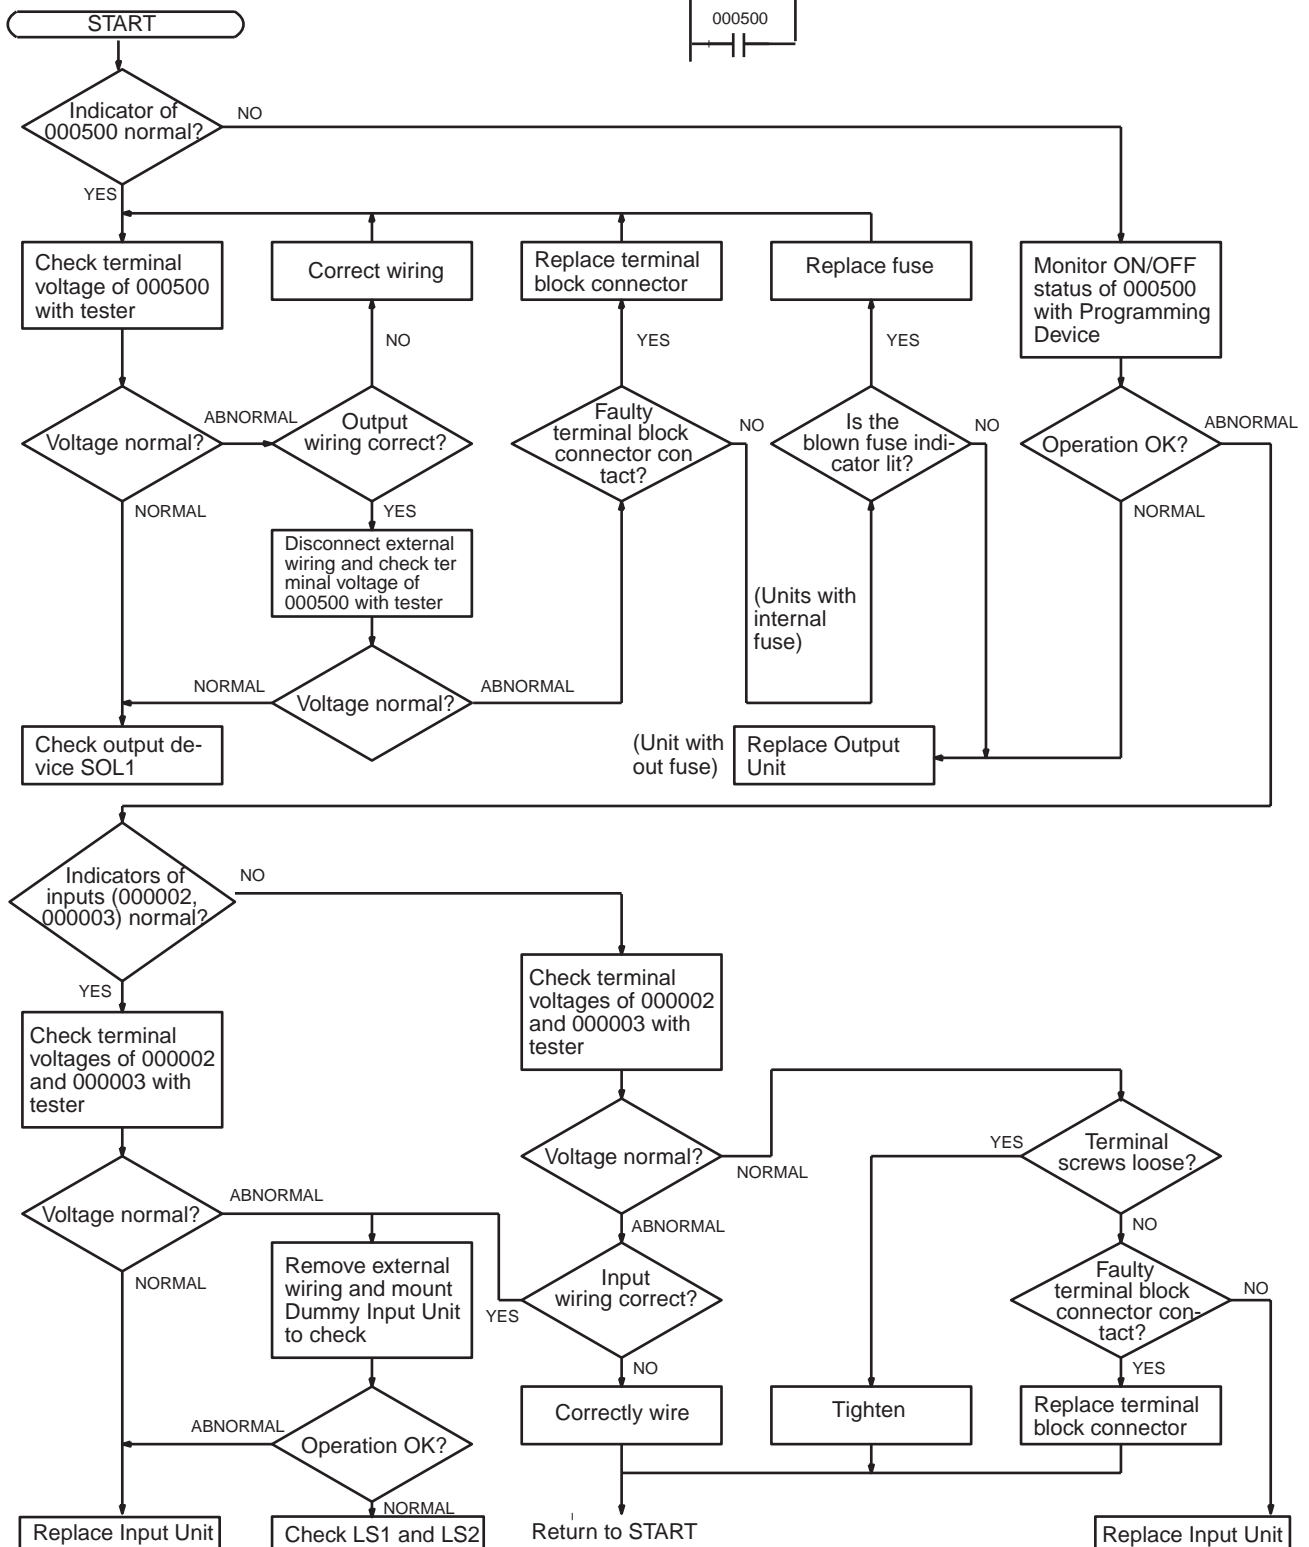 START
000500
Indicator of
000500 normal?
NO
YES
Check terminal
voltage of 000500
with tester
Correct wiring
Replace terminal
block connector
Replace fuse
Monitor ON/OFF
status of 000500
with Programming
Device
NO
YES
YES
Voltage normal?
ABNORMAL
Output
wiring correct?
Faulty
terminal block
connector con
tact?
NO
Is the
blown fuse indi-
cator lit?
NO
Operation OK?
ABNORMAL
NORMAL
YES
NORMAL
Disconnect external
wiring and check ter
minal voltage of
000500 with tester
(Units with
internal
fuse)
NORMAL
Voltage normal?
ABNORMAL
Check output de-
vice SOL1
(Unit with
out fuse)
Replace Output
Unit
Indicators of
inputs (000002,
000003) normal?
NO
YES
Check terminal
voltages of 000002
and 000003 with
tester
Check terminal
voltages of 000002
and 000003 with
tester
Voltage normal?
NORMAL
YES
Terminal
screws loose?
Voltage normal?
ABNORMAL
ABNORMAL
NO
NORMAL
Remove external
wiring and mount
Dummy Input Unit
to check
YES
Input
wiring correct?
Faulty
terminal block
connector con-
tact?
NO
NO
YES
Correctly wire
Tighten
Replace terminal
block connector
ABNORMAL
Operation OK?
NORMAL
Replace Input Unit
Check LS1 and LS2
Return to START
Replace Input Unit